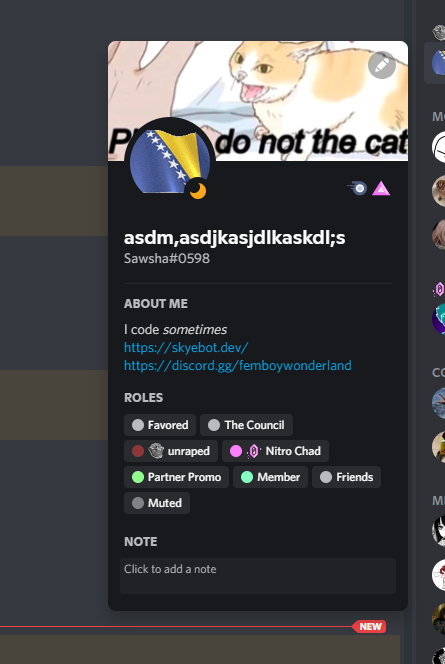 Pl do not the cat
asdm,asdjkasjdlkaskdl;s
Sawsha#0598
ABOUT ME
I code sometimes
https://skyebot.dev/
https://discord.gg/femboywonderland
ROLES
Favored The Council
unraped Nitro Chad
Partner Promo Member Friends
Muted
NOTE
Click to add a note
NEW